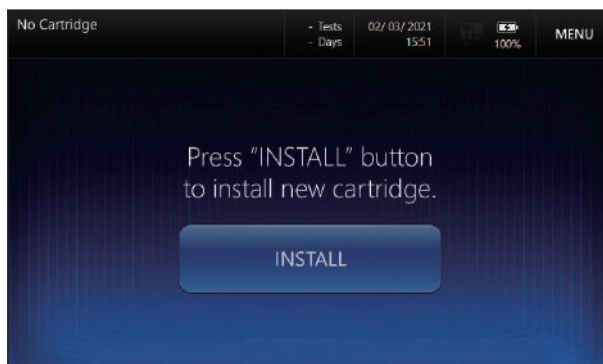 No Cartridge
- Tests
- Days
02/ 03/ 2021
15:51
100%
MENU
Press "INSTALL" button
to install new cartridge.
INSTALL